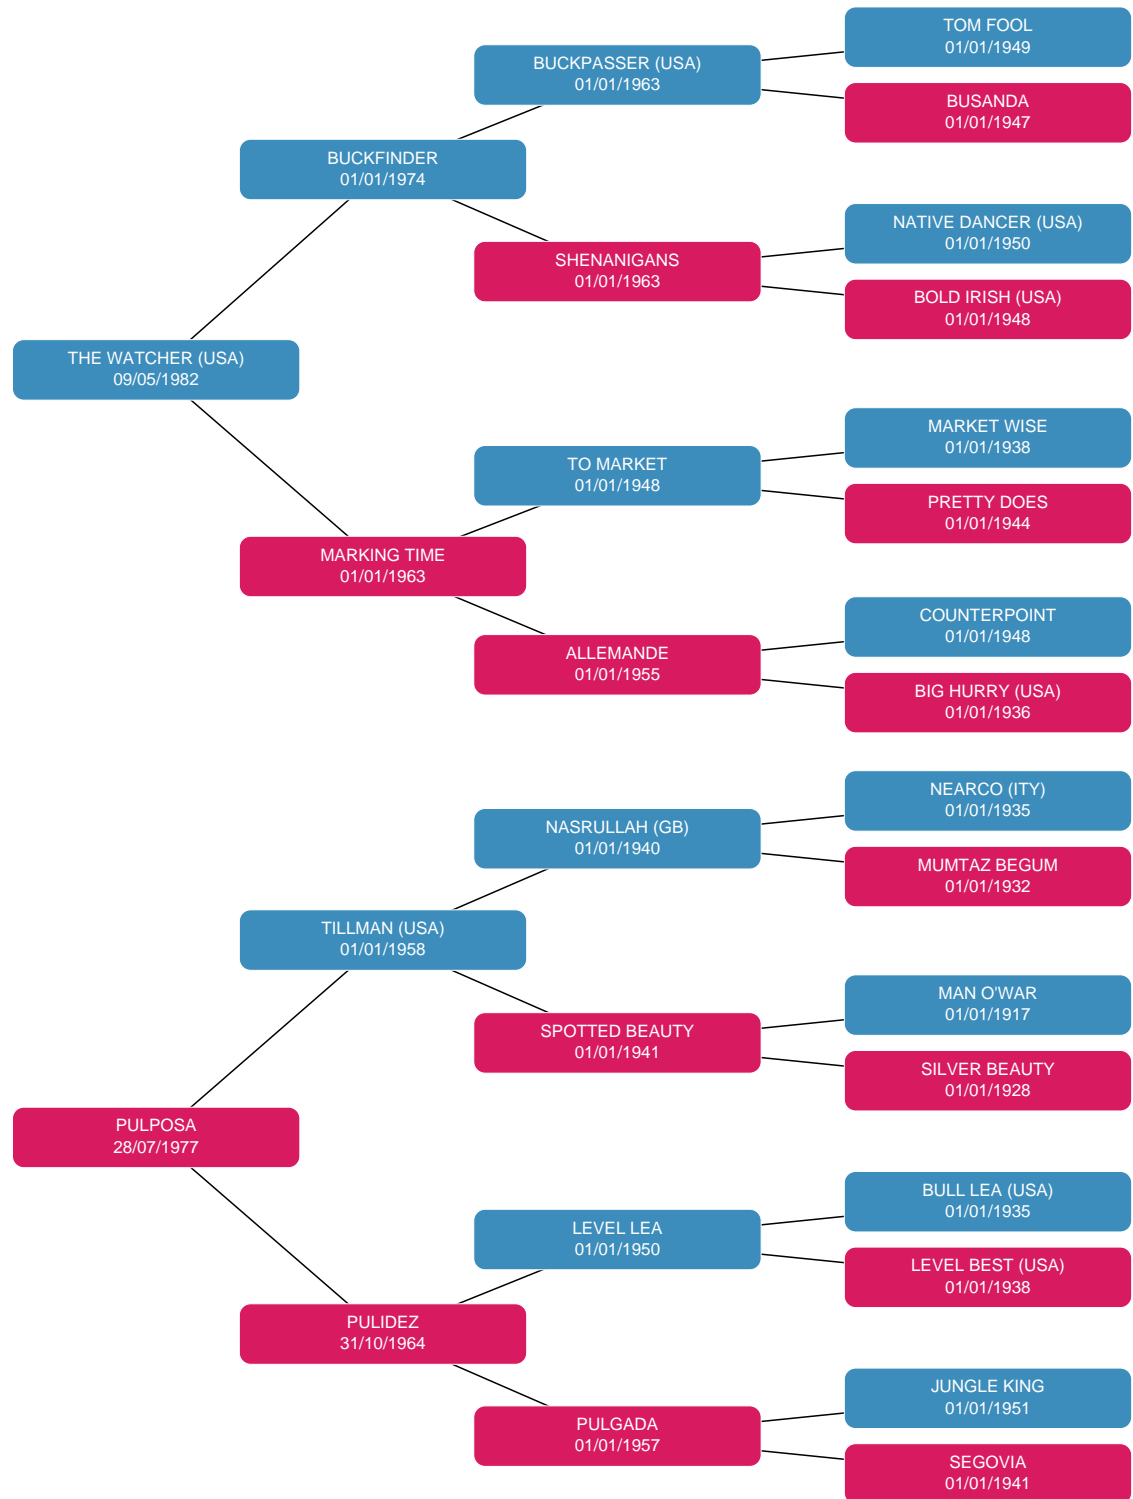 TOM FOOL
01/01/1949
BUCKPASSER (USA)
01/01/1963
BUSANDA
01/01/1947
BUCKFINDER
01/01/1974
NATIVE DANCER (USA)
01/01/1950
SHENANIGANS
01/01/1963
BOLD IRISH (USA)
01/01/1948
THE WATCHER (USA)
09/05/1982
MARKET WISE
01/01/1938
TO MARKET
01/01/1948
PRETTY DOES
01/01/1944
MARKING TIME
01/01/1963
COUNTERPOINT
01/01/1948
ALLEMANDE
01/01/1955
BIG HURRY (USA)
01/01/1936
NEARCO (ITY)
01/01/1935
NASRULLAH (GB)
01/01/1940
MUMTAZ BEGUM
01/01/1932
TILLMAN (USA)
01/01/1958
MAN O'WAR
01/01/1917
SPOTTED BEAUTY
01/01/1941
SILVER BEAUTY
01/01/1928
PULPOSA
28/07/1977
BULL LEA (USA)
01/01/1935
LEVEL LEA
01/01/1950
LEVEL BEST (USA)
01/01/1938
PULIDEZ
31/10/1964
JUNGLE KING
01/01/1951
PULGADA
01/01/1957
SEGOVIA
01/01/1941